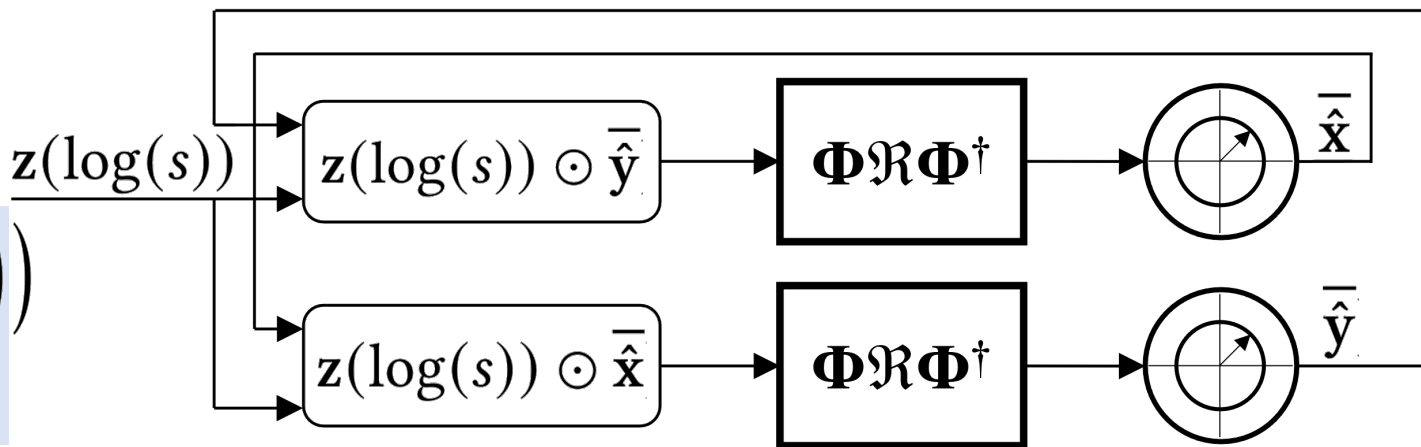 z(log(s))
z(log(s)) ⊙ ŷ̅
ΦℜΦ†
x̂̅
)
z(log(s)) ⊙ x̂̅
ΦℜΦ†
ŷ̅